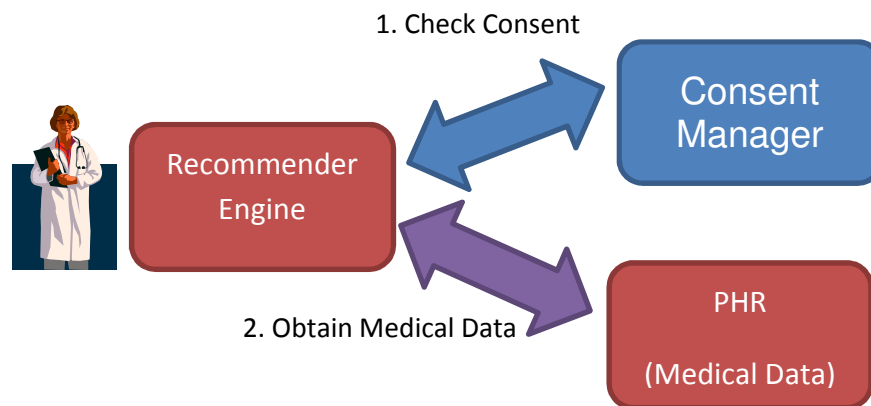 1. Check Consent
Consent
Manager
Recommender
Engine
PHR
2. Obtain Medical Data
(Medical Data)